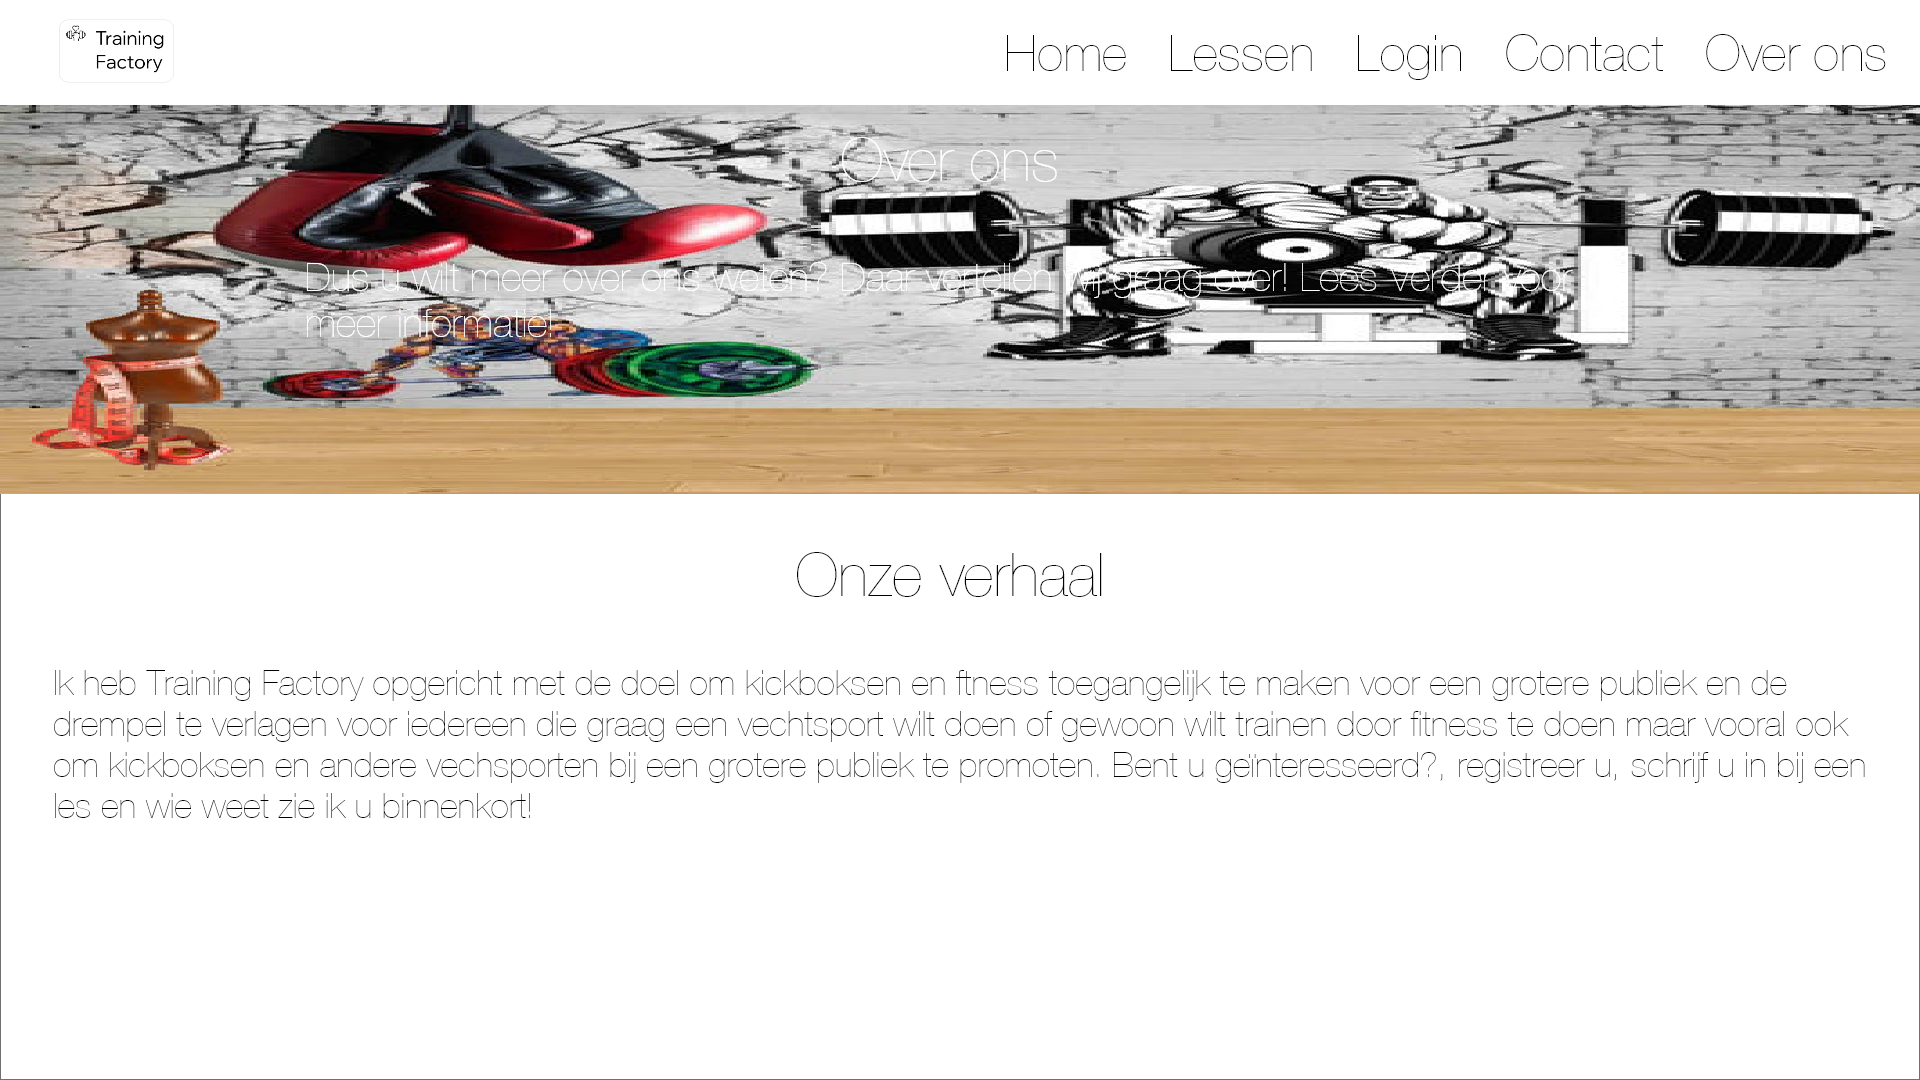 Training
Factory
Home Lessen Login Contact Over ons
Over ons
Dus u wilt meer over ons weten? Daar vertellen wij graag over! Lees verder voor
meer informatie!
Onze verhaal
Ik heb Training Factory opgericht met de doel om kickboksen en fitness toegangelijk te maken voor een grotere publiek en de
drempel te verlagen voor iedereen die graag een vechtsport wilt doen of gewoon wilt trainen door fitness te doen maar vooral ook
om kickboksen en andere vechsporten bij een grotere publiek te promoten. Bent u geïnteresseerd?, registreer u, schrijf u in bij een
les en wie weet zie ik u binnenkort!